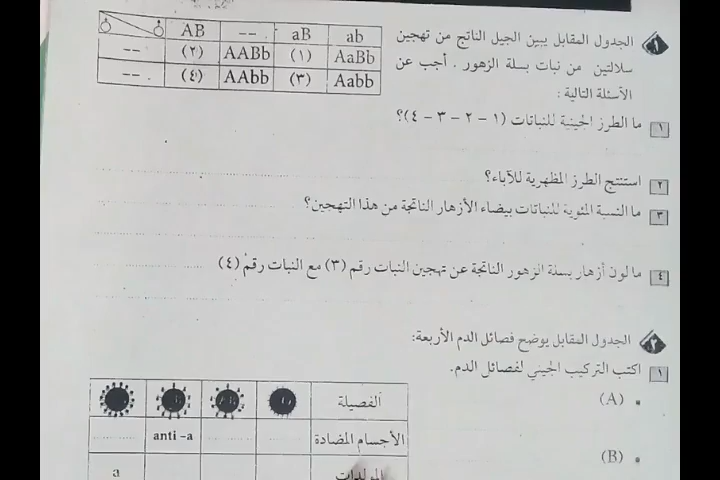 ١ الجدول المقابل يبين الجيل الناتج من تهجين
سلالتين من نبات بسلة الزهور . أجب عن
الأسئلة التالية :
ab aB -- AB
AaBb (١) AABb (٢) --
Aabb (٣) AAbb (٤) --
١ ما الطرز الجينية للنباتات (١ - ٢ - ٣ - ٤)؟
٢ استنتج الطرز المظهرية للآباء؟
٣ ما النسبة المئوية للنباتات بيضاء الأزهار الناتجة من هذا التهجين؟
٤ ما لون أزهار بسلة الزهور الناتجة عن تهجين النبات رقم (٣) مع النبات رقم (٤)
٢ الجدول المقابل يوضح فصائل الدم الأربعة:
١ اكتب التركيب الجيني لفصائل الدم.
• (A)
• (B)
الفصيلة
الأجسام المضادة anti -a
المولدات a